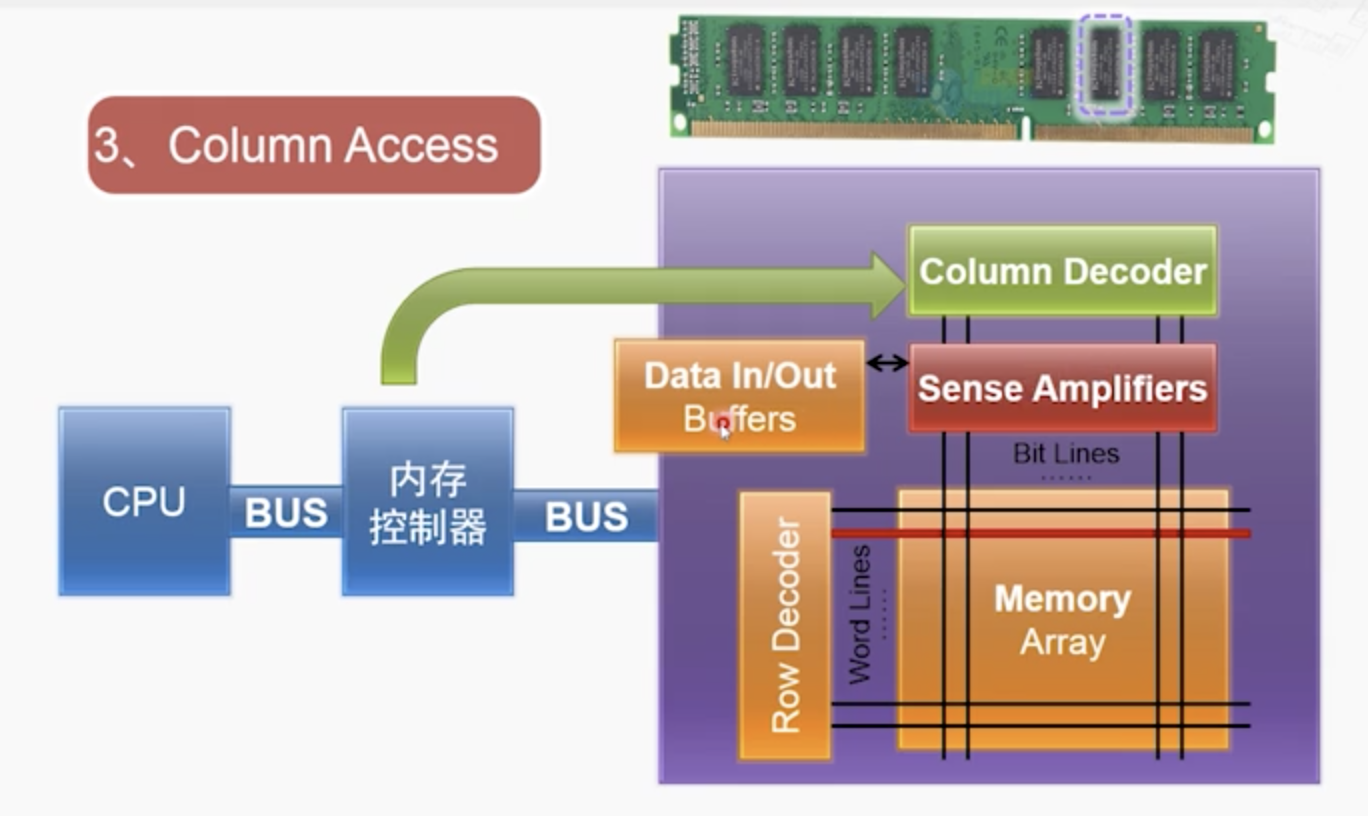 3、 Column Access
Column Decoder
Data In/Out
Buffers
Sense Amplifiers
Bit Lines
......
CPU
BUS
内存
控制器
BUS
Row Decoder
Word Lines
......
Memory
Array